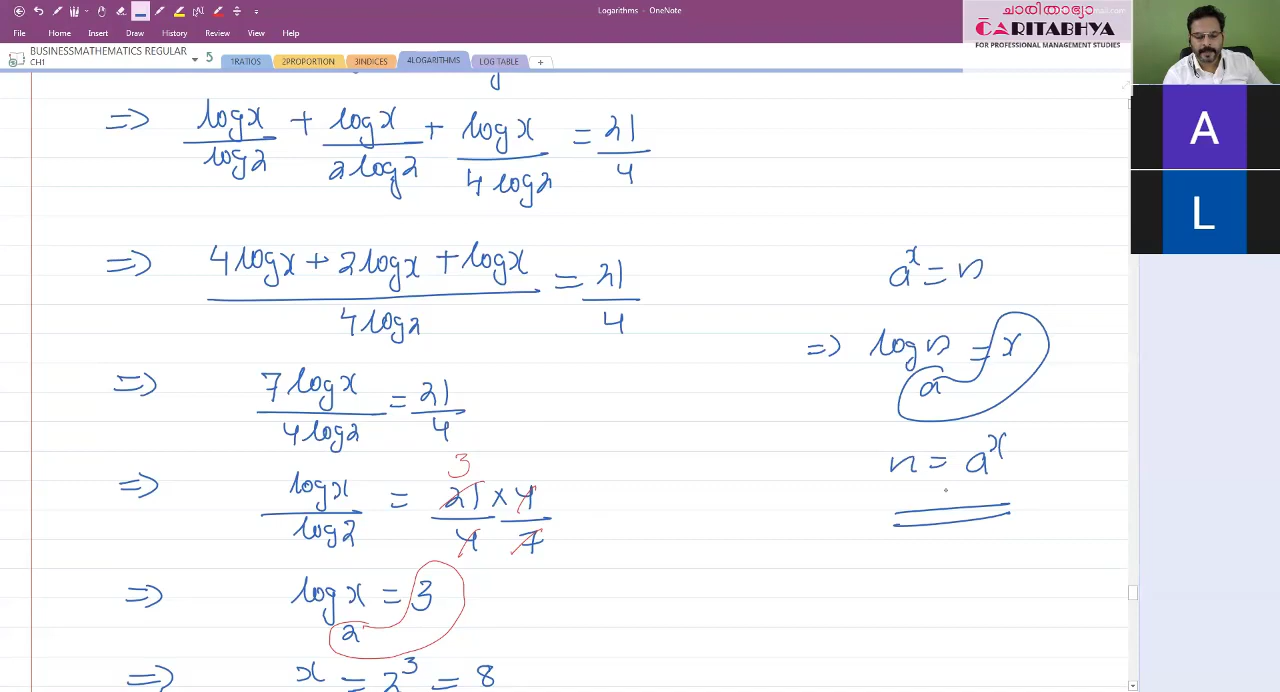 Logarithms - OneNote
ചാരിതാഭ്യാ
CARITABHYA
FOR PROFESSIONAL MANAGEMENT STUDIES
File Home Insert Draw History Review View Help
BUSINESSMATHEMATICS REGULAR
CH1
1RATIOS 2PROPORTION 3INDICES 4LOGARITHMS LOG TABLE +
=> logx/log2 + logx/2log2 + logx/4log2 = 21/4
=> (4logx + 2logx + logx)/4log2 = 21/4
=> 7logx/4log2 = 21/4
3
=> logx/log2 = 21/4 × 4/7
=> log₂x = 3
=> x = 2³ = 8
aˣ = n
=> logₐn = x
n = aˣ
A
L